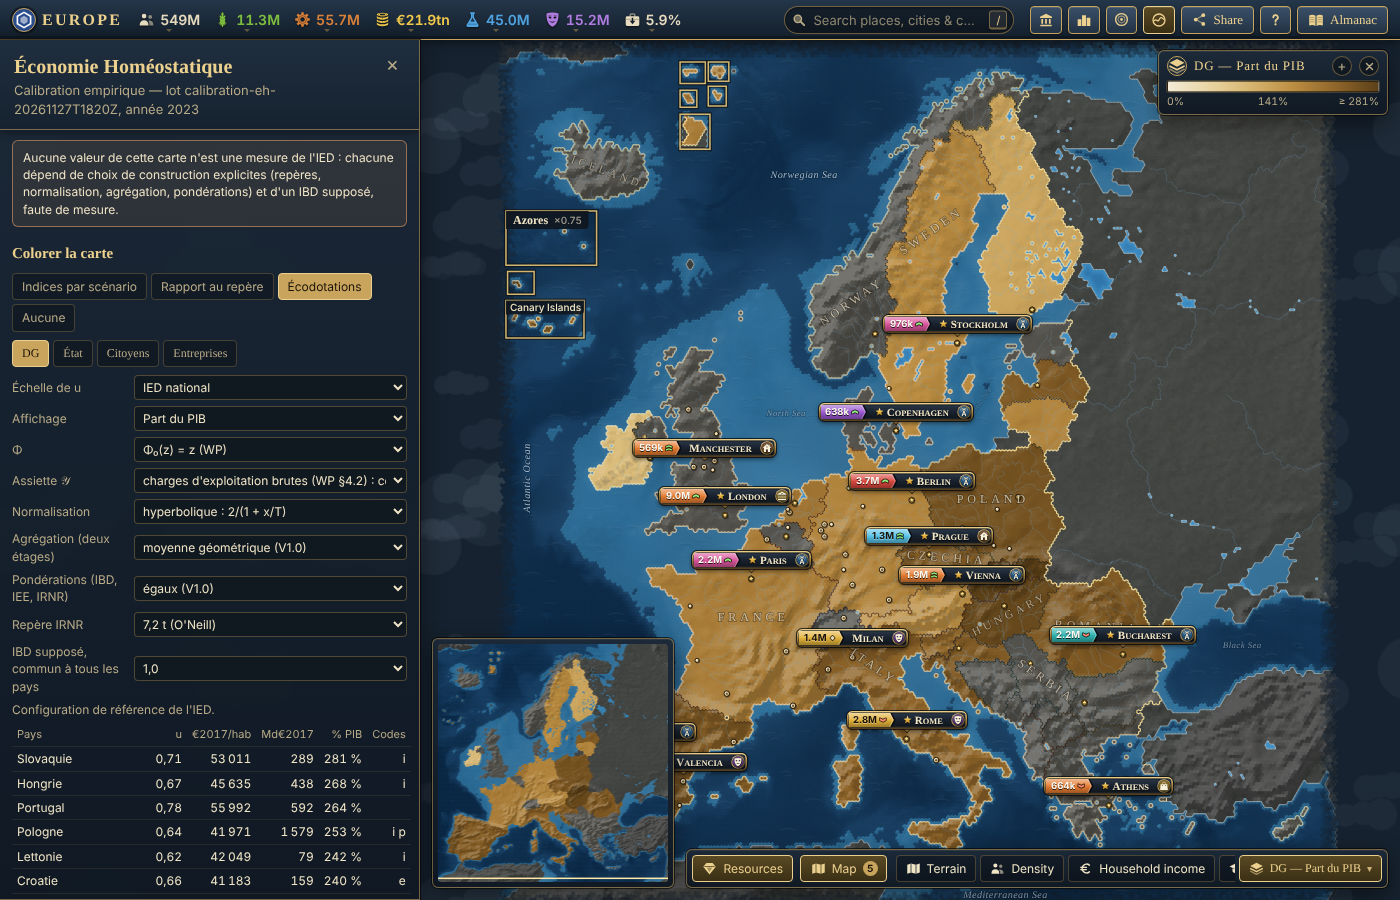 EUROPE
549M
11.3M
55.7M
€21.9tn
45.0M
15.2M
5.9%
Search places, cities & c...
/
Share
?
Almanac
Économie Homéostatique
Calibration empirique — lot calibration-eh-
20261127T1820Z, année 2023
Aucune valeur de cette carte n'est une mesure de l'IED : chacune
dépend de choix de construction explicites (repères,
normalisation, agrégation, pondérations) et d'un IBD supposé,
faute de mesure.
Colorer la carte
Indices par scénario
Rapport au repère
Écodotations
Aucune
DG
État
Citoyens
Entreprises
Échelle de u
IED national
Affichage
Part du PIB
Φ
Φ₀(z) = z (WP)
Assiette 𝒴
charges d'exploitation brutes (WP §4.2) : co
Normalisation
hyperbolique : 2/(1 + x/T)
Agrégation (deux
étages)
moyenne géométrique (V1.0)
Pondérations (IBD,
IEE, IRNR)
égaux (V1.0)
Repère IRNR
7,2 t (O'Neill)
IBD supposé,
commun à tous les
pays
1,0
Configuration de référence de l'IED.
Pays u €2017/hab Md€2017 % PIB Codes
Slovaquie 0,71 53 011 289 281 % i
Hongrie 0,67 45 635 438 268 % i
Portugal 0,78 55 992 592 264 %
Pologne 0,64 41 971 1 579 253 % i p
Lettonie 0,62 42 049 79 242 % i
Croatie 0,66 41 183 159 240 % e
DG — Part du PIB
0% 141% ≥ 281%
ICELAND
Norwegian Sea
Azores ×0.75
Canary Islands
SWEDEN
NORWAY
976k STOCKHOLM
North Sea
638k COPENHAGEN
Atlantic Ocean
569k MANCHESTER
3.7M BERLIN
9.0M LONDON
POLAND
1.3M PRAGUE
CZECHIA
2.2M PARIS
1.9M VIENNA
FRANCE
HUNGARY
1.4M MILAN
2.2M BUCHAREST
Black Sea
ITALY
SERBIA
2.8M ROME
VALENCIA
664k ATHENS
Resources
Map 5
Terrain
Density
Household income
DG — Part du PIB
Mediterranean Sea